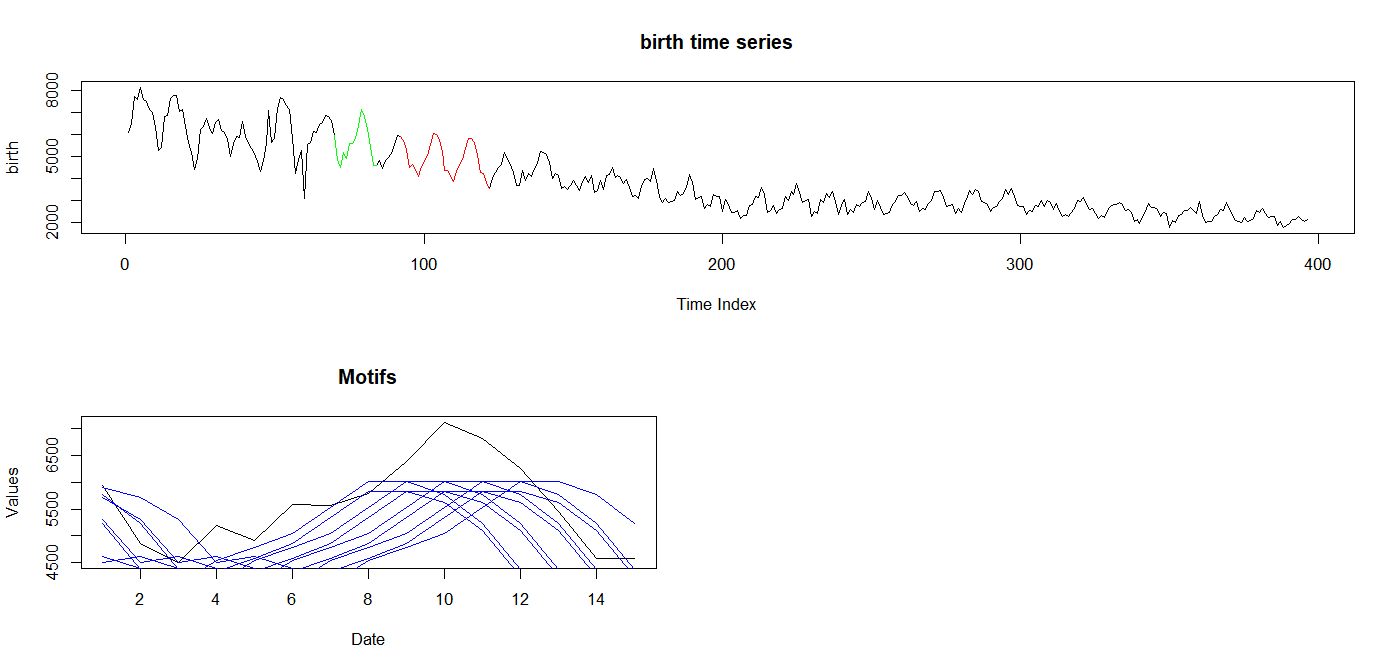 birth time series
birth
2000 5000 8000
0 100 200 300 400
Time Index
Motifs
Values
4500 5500 6500
2 4 6 8 10 12 14
Date